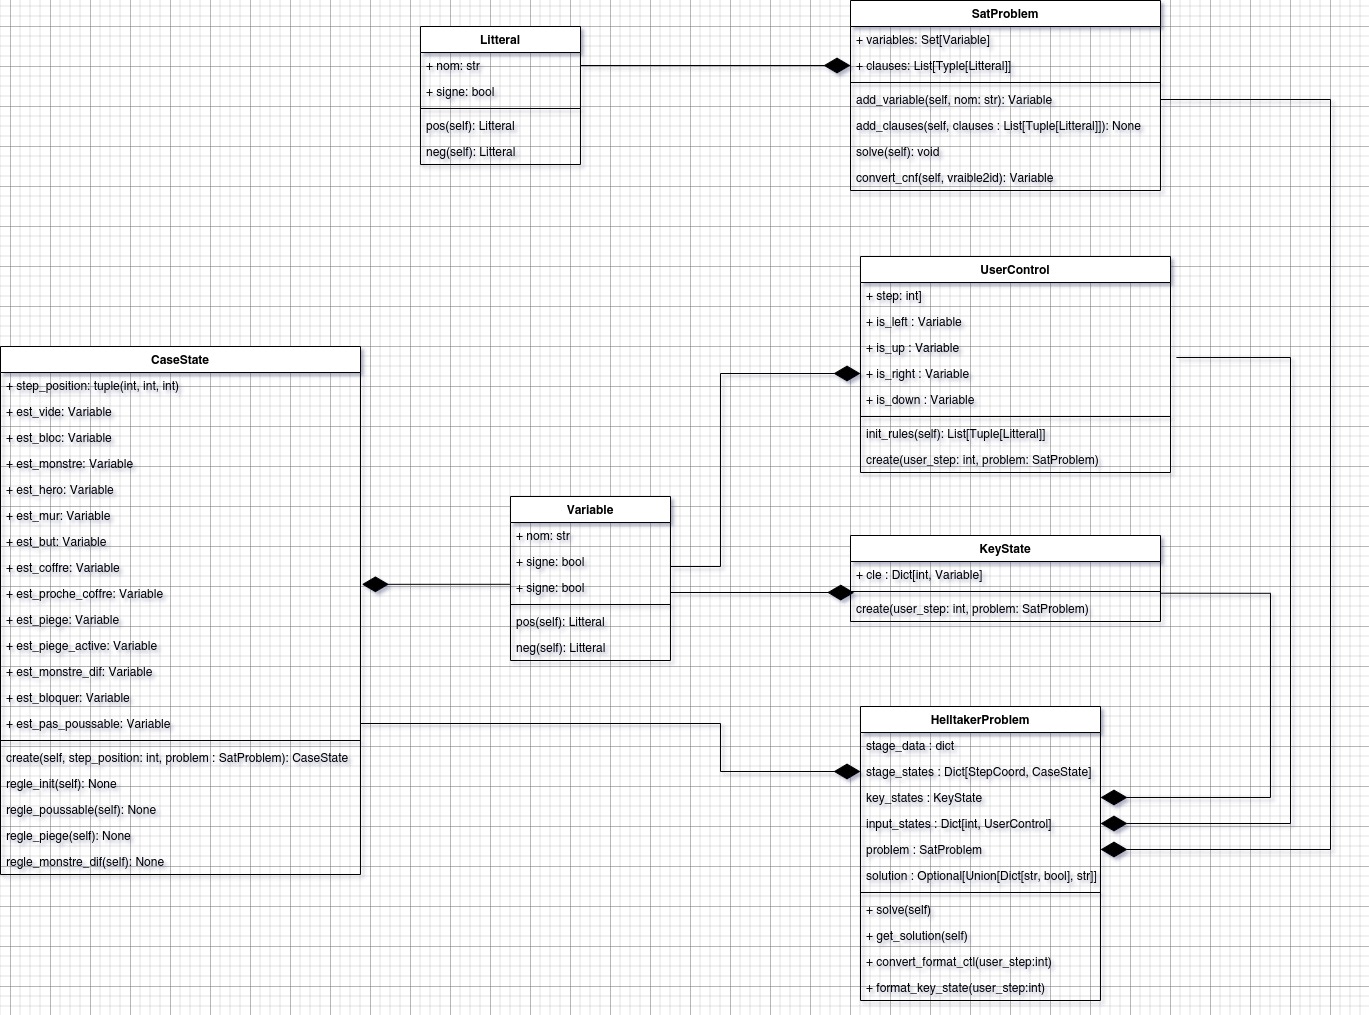 Litteral
+ nom: str
+ signe: bool
pos(self): Litteral
neg(self): Litteral
SatProblem
+ variables: Set[Variable]
+ clauses: List[Typle[Litteral]]
add_variable(self, nom: str): Variable
add_clauses(self, clauses : List[Tuple[Litteral]]): None
solve(self): void
convert_cnf(self, vraible2id): Variable
UserControl
+ step: int]
+ is_left : Variable
+ is_up : Variable
+ is_right : Variable
+ is_down : Variable
init_rules(self): List[Tuple[Litteral]]
create(user_step: int, problem: SatProblem)
CaseState
+ step_position: tuple(int, int, int)
+ est_vide: Variable
+ est_bloc: Variable
+ est_monstre: Variable
+ est_hero: Variable
+ est_mur: Variable
+ est_but: Variable
+ est_coffre: Variable
+ est_proche_coffre: Variable
+ est_piege: Variable
+ est_piege_active: Variable
+ est_monstre_dif: Variable
+ est_bloquer: Variable
+ est_pas_poussable: Variable
create(self, step_position: int, problem : SatProblem): CaseState
regle_init(self): None
regle_poussable(self): None
regle_piege(self): None
regle_monstre_dif(self): None
Variable
+ nom: str
+ signe: bool
+ signe: bool
pos(self): Litteral
neg(self): Litteral
KeyState
+ cle : Dict[int, Variable]
create(user_step: int, problem: SatProblem)
HelltakerProblem
stage_data : dict
stage_states : Dict[StepCoord, CaseState]
key_states : KeyState
input_states : Dict[int, UserControl]
problem : SatProblem
solution : Optional[Union[Dict[str, bool], str]]
+ solve(self)
+ get_solution(self)
+ convert_format_ctl(user_step:int)
+ format_key_state(user_step:int)